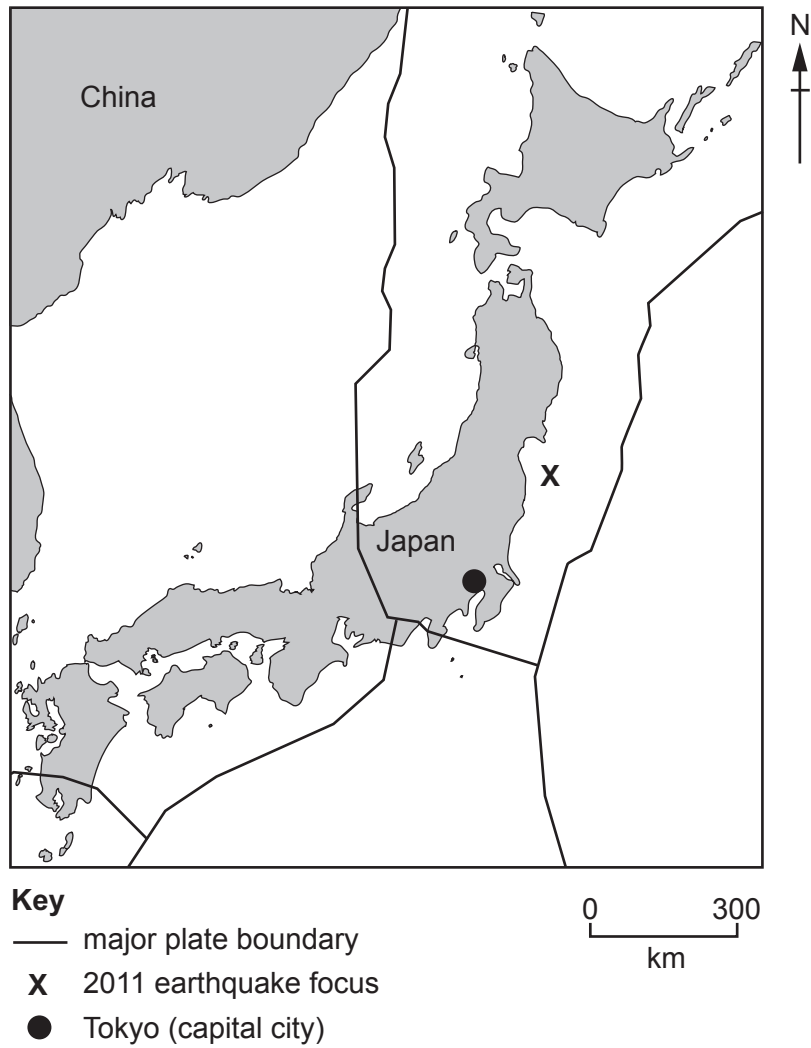 N
China
X
Japan
Key
major plate boundary
X 2011 earthquake focus
Tokyo (capital city)
0 300
km